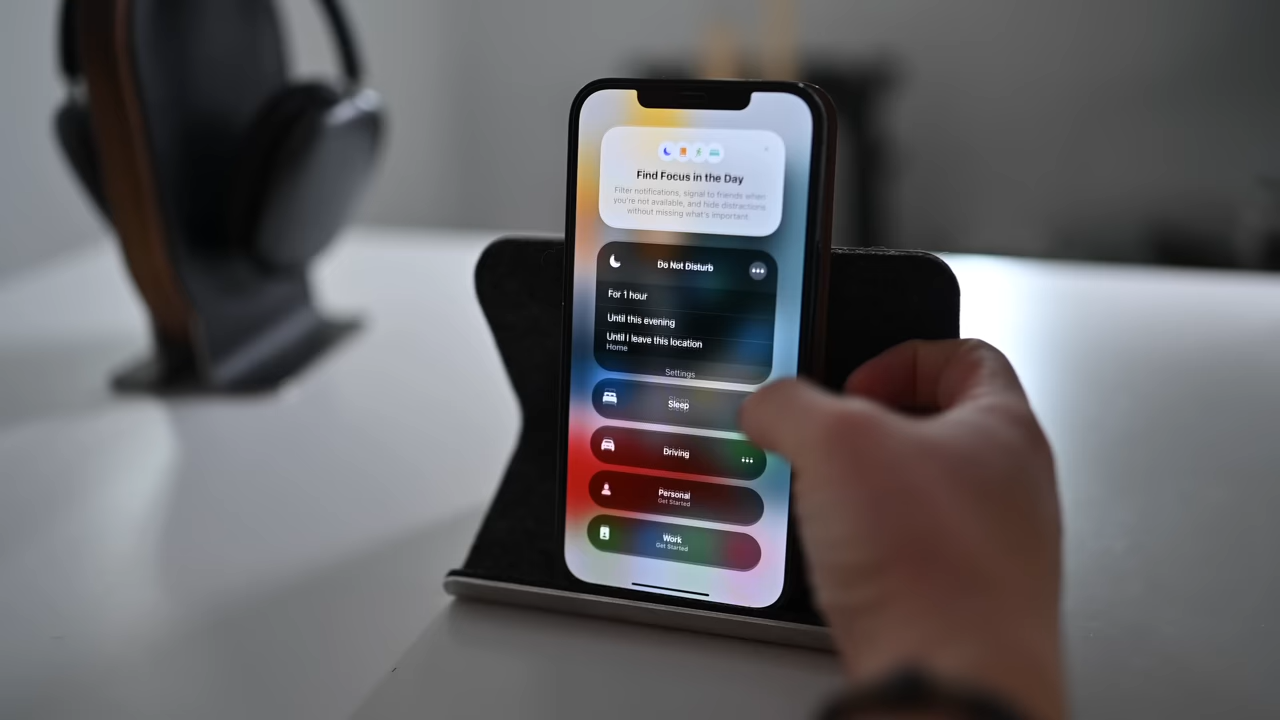 Find Focus in the Day
Filter notifications, signal to friends when
you're not available, and hide distractions
without missing what's important
Do Not Disturb
For 1 hour
Until this evening
Until I leave this location
Home
Settings
Sleep
Driving
Personal
Get Started
Work
Get Started